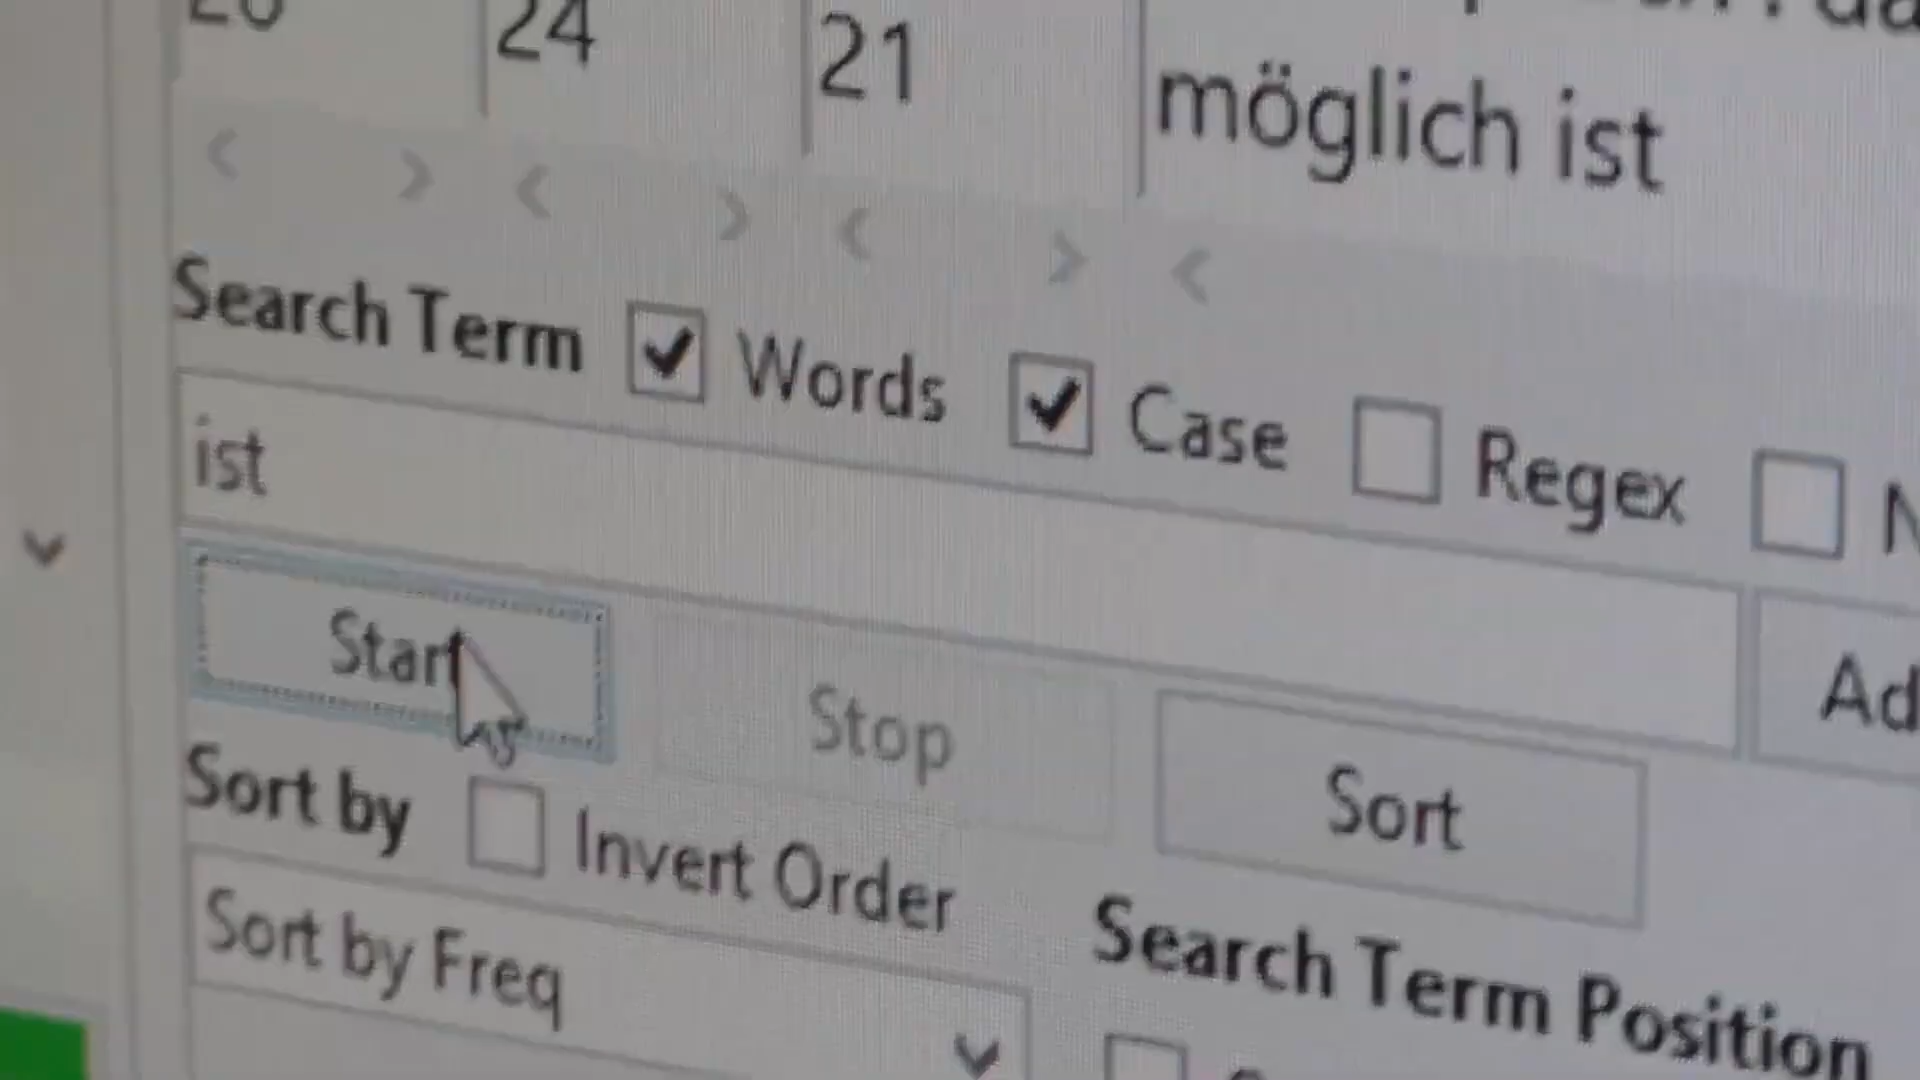 24 21
möglich ist
Search Term Words Case Regex
ist
Start Stop Sort
Sort by Invert Order
Sort by Freq
Search Term Position